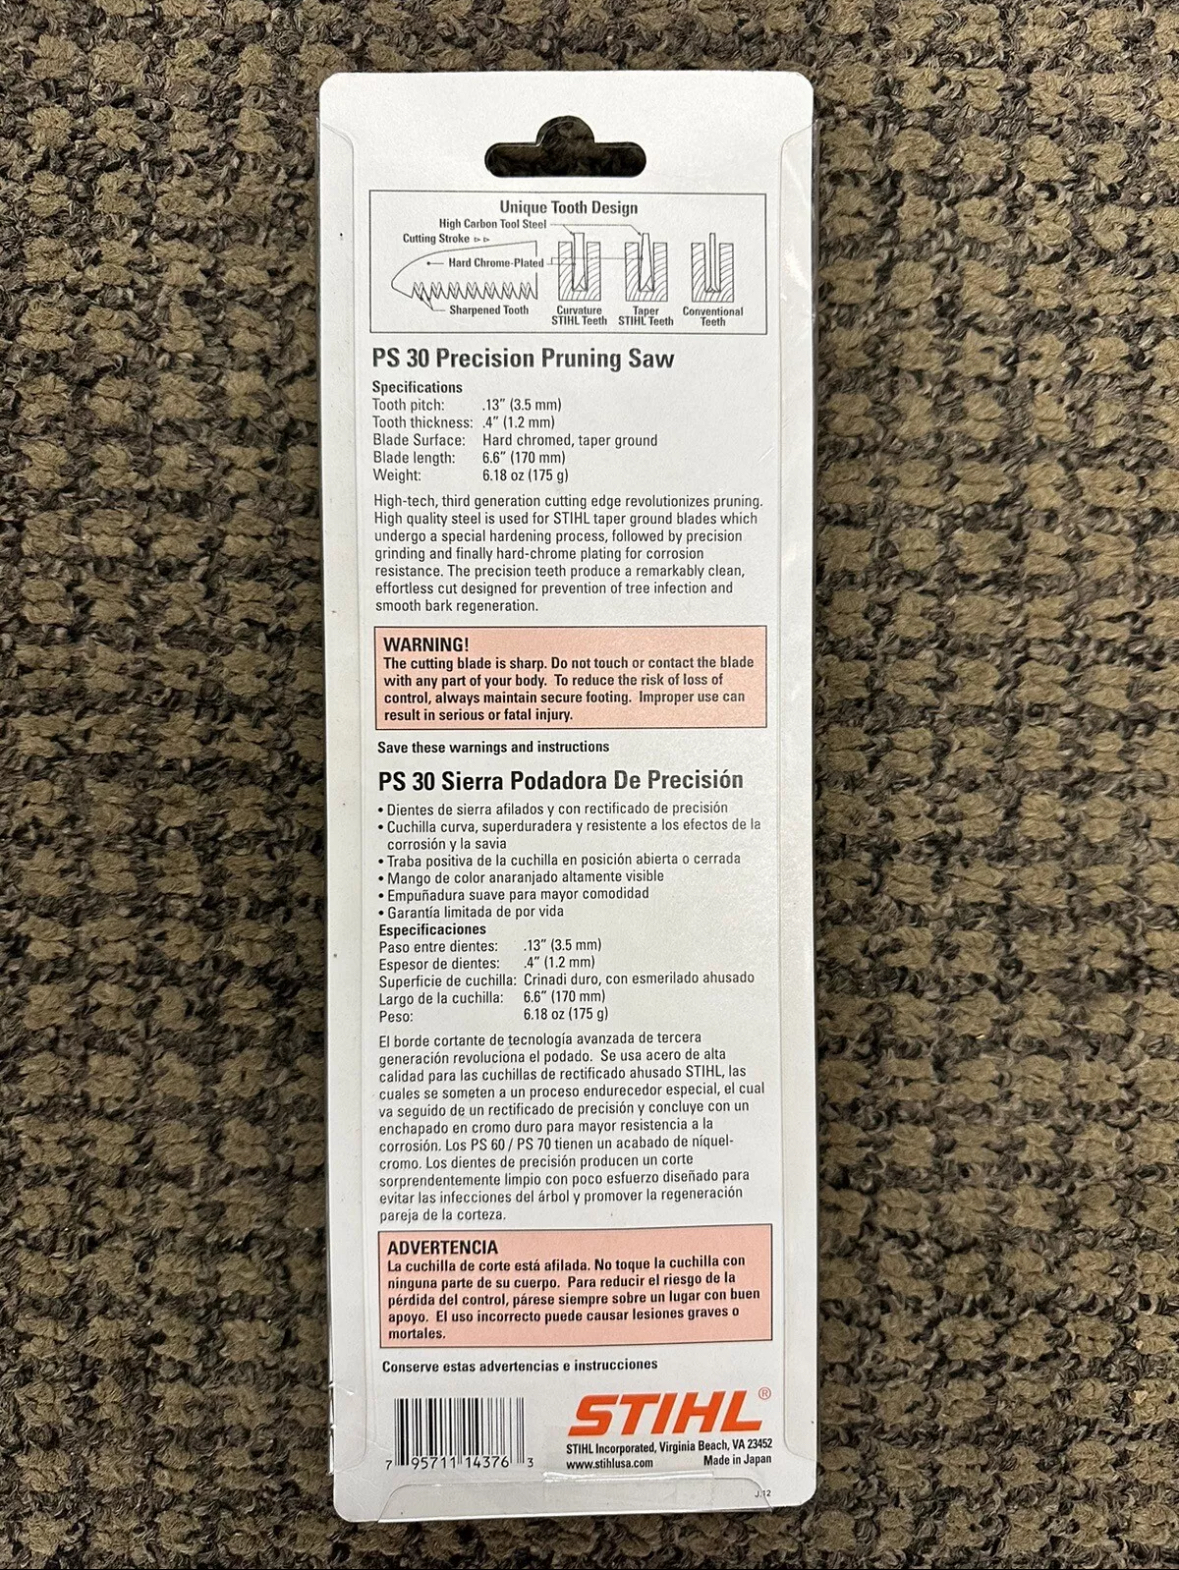 Unique Tooth Design
High Carbon Tool Steel
Cutting Stroke
Hard Chrome-Plated
Sharpened Tooth
Curvature
STIHL Teeth
Taper
STIHL Teeth
Conventional
Teeth
PS 30 Precision Pruning Saw
Specifications
Tooth pitch: .13" (3.5 mm)
Tooth thickness: .4" (1.2 mm)
Blade Surface: Hard chromed, taper ground
Blade length: 6.6" (170 mm)
Weight: 6.18 oz (175 g)
High-tech, third generation cutting edge revolutionizes pruning.
High quality steel is used for STIHL taper ground blades which
undergo a special hardening process, followed by precision
grinding and finally hard-chrome plating for corrosion
resistance. The precision teeth produce a remarkably clean,
effortless cut designed for prevention of tree infection and
smooth bark regeneration.
WARNING!
The cutting blade is sharp. Do not touch or contact the blade
with any part of your body. To reduce the risk of loss of
control, always maintain secure footing. Improper use can
result in serious or fatal injury.
Save these warnings and instructions
PS 30 Sierra Podadora De Precisión
• Dientes de sierra afilados y con rectificado de precisión
• Cuchilla curva, superduradera y resistente a los efectos de la
corrosión y la savia
• Traba positiva de la cuchilla en posición abierta o cerrada
• Mango de color anaranjado altamente visible
• Empuñadura suave para mayor comodidad
• Garantía limitada de por vida
Especificaciones
Paso entre dientes: .13" (3.5 mm)
Espesor de dientes: .4" (1.2 mm)
Superficie de cuchilla: Crinadi duro, con esmerilado ahusado
Largo de la cuchilla: 6.6" (170 mm)
Peso: 6.18 oz (175 g)
El borde cortante de tecnología avanzada de tercera
generación revoluciona el podado. Se usa acero de alta
calidad para las cuchillas de rectificado ahusado STIHL, las
cuales se someten a un proceso endurecedor especial, el cual
va seguido de un rectificado de precisión y concluye con un
enchapado en cromo duro para mayor resistencia a la
corrosión. Los PS 60 / PS 70 tienen un acabado de níquel-
cromo. Los dientes de precisión producen un corte
sorprendentemente limpio con poco esfuerzo diseñado para
evitar las infecciones del árbol y promover la regeneración
pareja de la corteza.
ADVERTENCIA
La cuchilla de corte está afilada. No toque la cuchilla con
ninguna parte de su cuerpo. Para reducir el riesgo de la
pérdida del control, párese siempre sobre un lugar con buen
apoyo. El uso incorrecto puede causar lesiones graves o
mortales.
Conserve estas advertencias e instrucciones
STIHL®
STIHL Incorporated, Virginia Beach, VA 23452
www.stihlusa.com Made in Japan
7 95711 14376 3
J.12